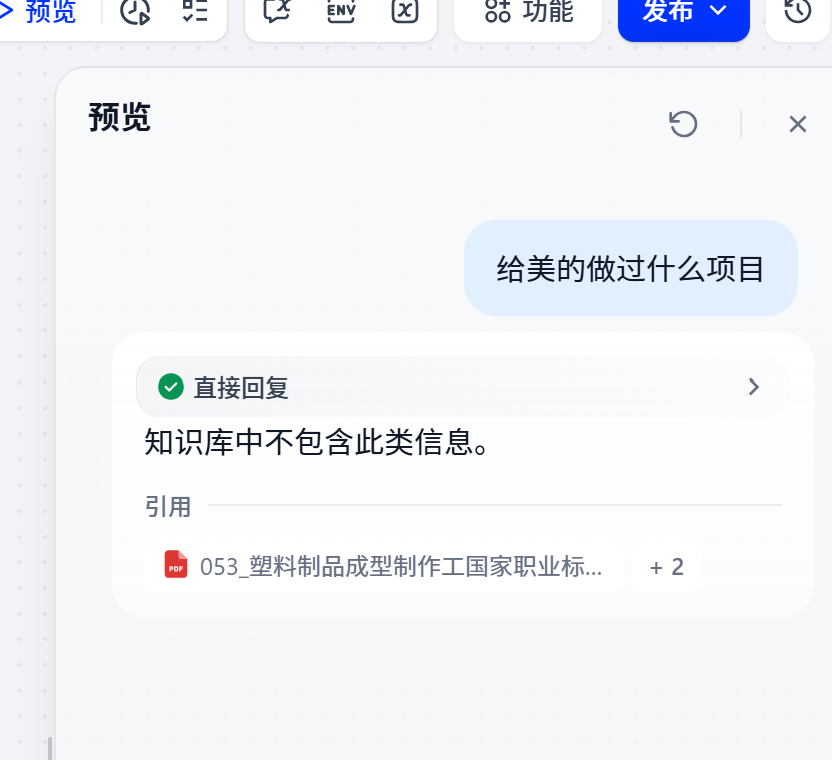 预览
ENV
功能
发布
预览
给美的做过什么项目
直接回复
知识库中不包含此类信息。
引用
PDF 053_塑料制品成型制作工国家职业标... + 2